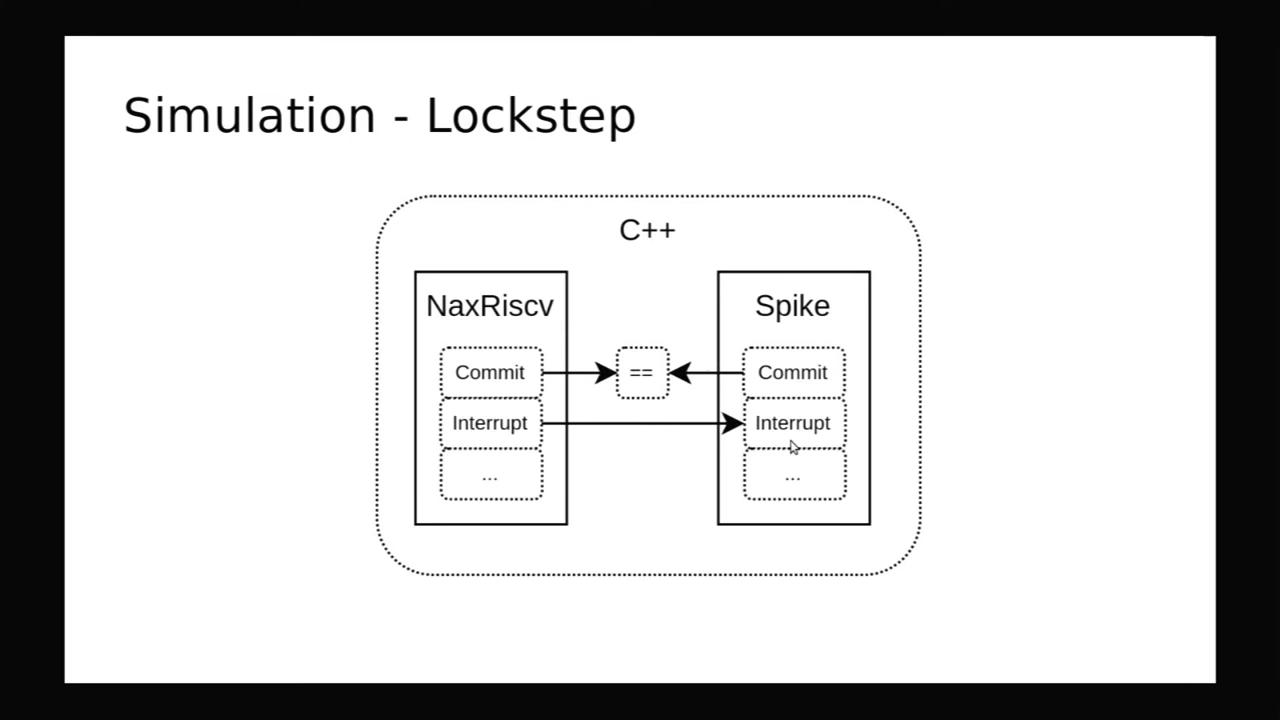 Simulation - Lockstep
C++
NaxRiscv
Spike
Commit
==
Commit
Interrupt
Interrupt
...
...